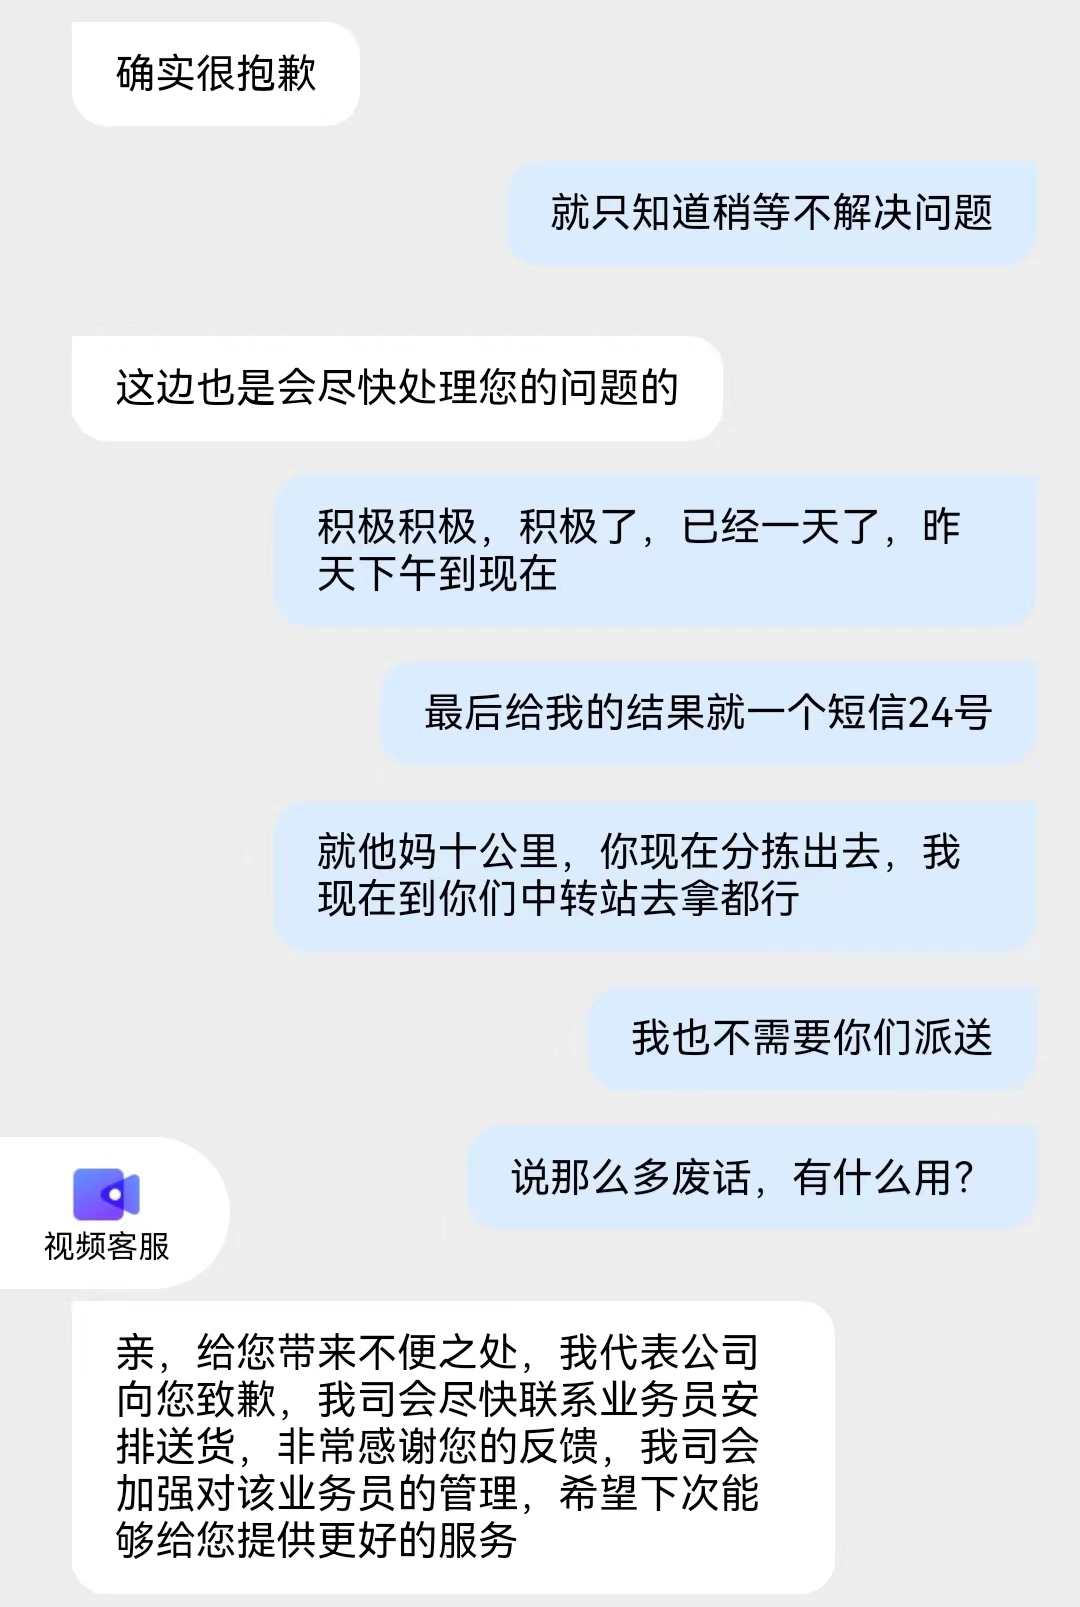 确实很抱歉
就只知道稍等不解决问题
这边也是会尽快处理您的问题的
积极积极，积极了，已经一天了，昨
天下午到现在
最后给我的结果就一个短信24号
就他妈十公里，你现在分拣出去，我
现在到你们中转站去拿都行
我也不需要你们派送
说那么多废话，有什么用？
视频客服
亲，给您带来不便之处，我代表公司
向您致歉，我司会尽快联系业务员安
排送货，非常感谢您的反馈，我司会
加强对该业务员的管理，希望下次能
够给您提供更好的服务